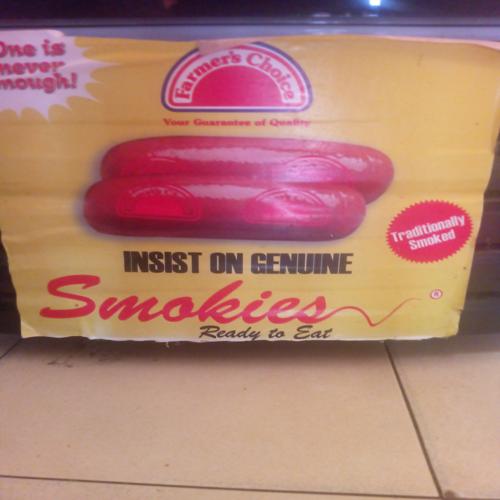 One is
never
enough!
Farmer's Choice
Your Guarantee of Quality
Traditionally
Smoked
INSIST ON GENUINE
Smokies ®
Ready to Eat